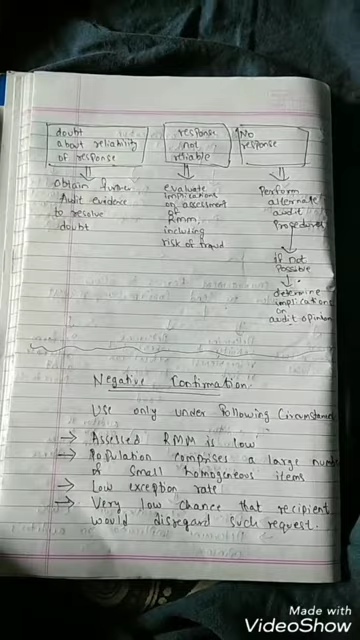 doubt
about reliability
of response
response
not
reliable
No
response
Obtain further
Audit evidence
to resolve
doubt
evaluate
implications
on assessment
of
RMM,
including
risk of fraud
Perform
alternate
audit
Procedures
if not
Possible
determine
implications
on
audit opinion
Negative Confirmation
Use only under following Circumstances
→ Assessed RMM is low
→ Population comprises a large number
of small homogeneous items
→ Low exception rate
→ Very low chance that recipient
would disregard such request.
Made with
VideoShow